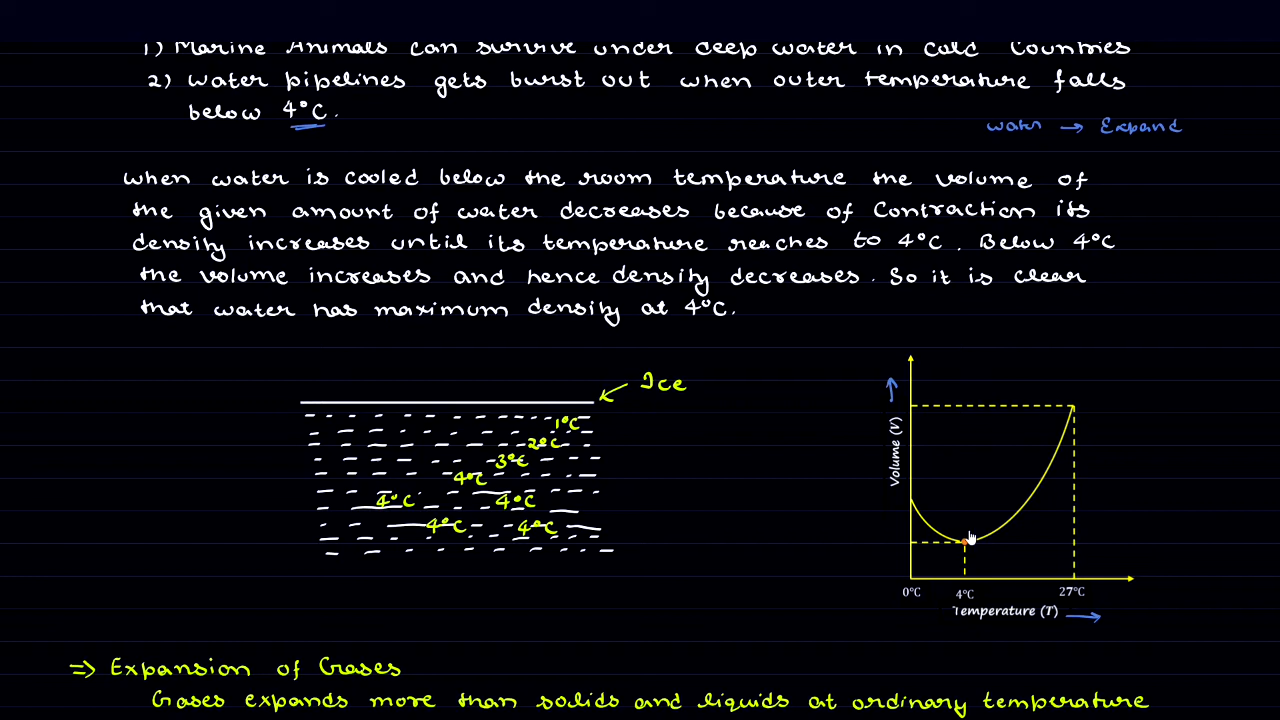 1) Marine Animals can survive under deep water in cold Countries
2) Water pipelines gets burst out when outer temperature falls
below 4°C.
water → Expand
When water is cooled below the room temperature the volume of
the given amount of water decreases because of Contraction its
density increases until its temperature reaches to 4°C. Below 4°C
the volume increases and hence density decreases. So it is clear
that water has maximum density at 4°C.
Ice
1°C
2°C
3°C
4°C
4°C 4°C
4°C 4°C
Volume (V)
0°C 4°C 27°C
Temperature (T)
⇒ Expansion of Gases
Gases expands more than solids and liquids at ordinary temperature